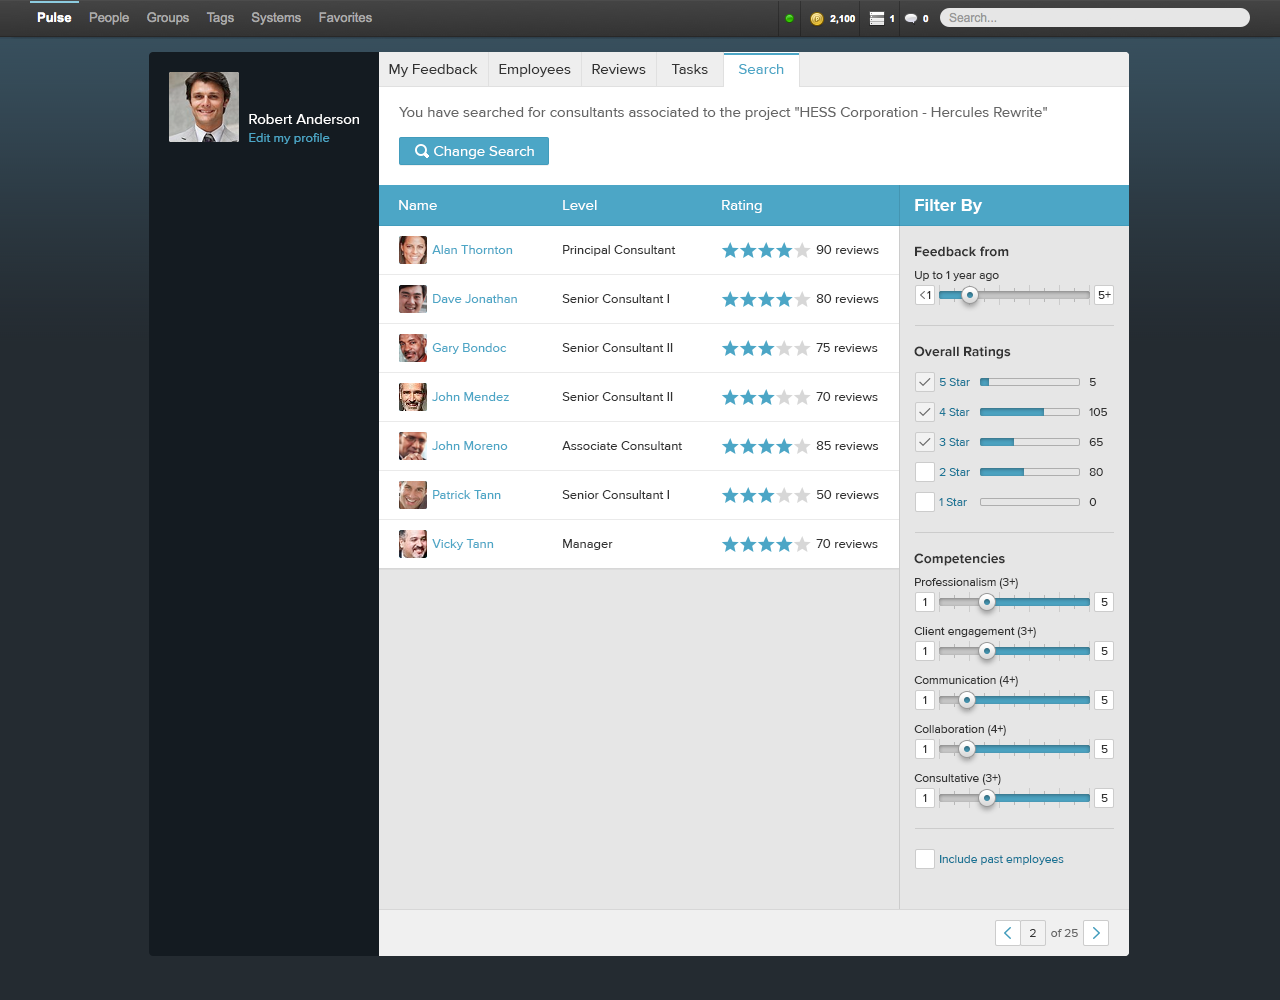 Pulse People Groups Tags Systems Favorites 2,100 1 0 Search...
My Feedback Employees Reviews Tasks Search
Robert Anderson
Edit my profile
You have searched for consultants associated to the project "HESS Corporation - Hercules Rewrite"
Change Search
Name Level Rating
Alan Thornton Principal Consultant 90 reviews
Dave Jonathan Senior Consultant I 80 reviews
Gary Bondoc Senior Consultant II 75 reviews
John Mendez Senior Consultant II 70 reviews
John Moreno Associate Consultant 85 reviews
Patrick Tann Senior Consultant I 50 reviews
Vicky Tann Manager 70 reviews
Filter By
Feedback from
Up to 1 year ago
<1 5+
Overall Ratings
5 Star 5
4 Star 105
3 Star 65
2 Star 80
1 Star 0
Competencies
Professionalism (3+)
1 5
Client engagement (3+)
1 5
Communication (4+)
1 5
Collaboration (4+)
1 5
Consultative (3+)
1 5
Include past employees
2 of 25